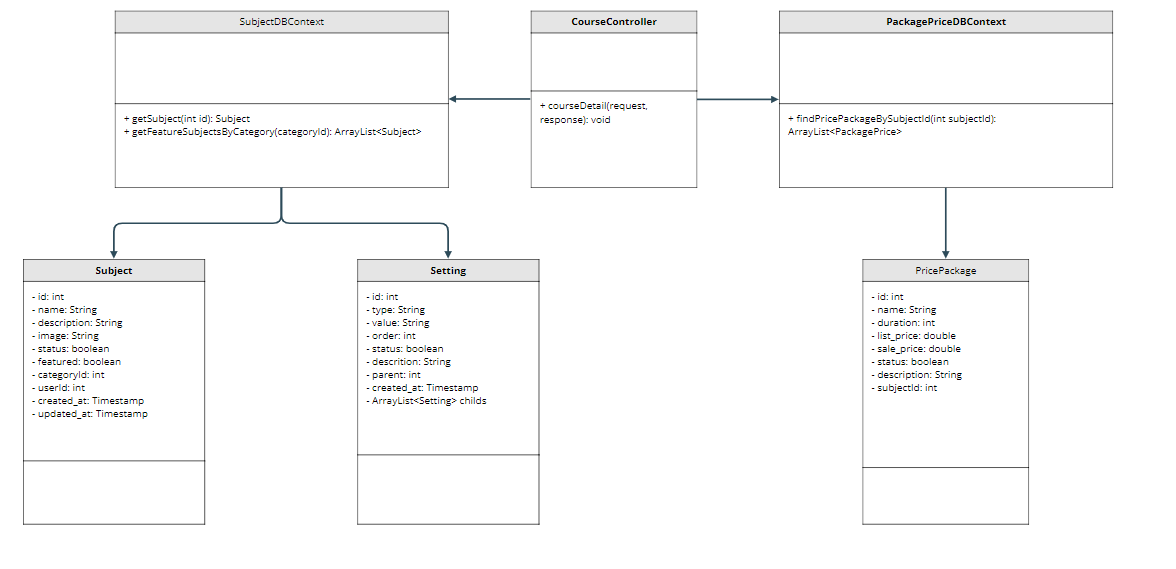 SubjectDBContext
+ getSubject(int id): Subject
+ getFeatureSubjectsByCategory(categoryId): ArrayList<Subject>
CourseController
+ courseDetail(request,
response): void
PackagePriceDBContext
+ findPricePackageBySubjectId(int subjectId):
ArrayList<PackagePrice>
Subject
- id: int
- name: String
- description: String
- image: String
- status: boolean
- featured: boolean
- categoryId: int
- userId: int
- created_at: Timestamp
- updated_at: Timestamp
Setting
- id: int
- type: String
- value: String
- order: int
- status: boolean
- descrition: String
- parent: int
- created_at: Timestamp
- ArrayList<Setting> childs
PricePackage
- id: int
- name: String
- duration: int
- list_price: double
- sale_price: double
- status: boolean
- description: String
- subjectId: int